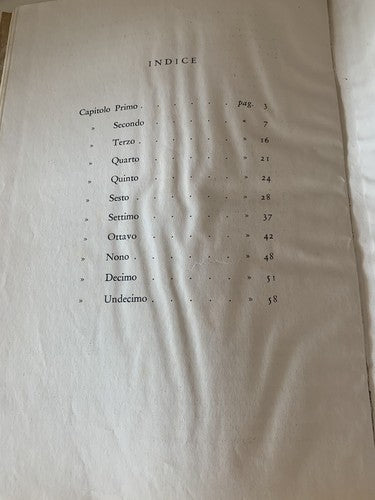 INDICE
Capitolo Primo . . . . . . pag. 3
» Secondo . . . . . » 7
» Terzo . . . . . . » 16
» Quarto . . . . . » 21
» Quinto . . . . . » 24
» Sesto . . . . . . » 28
» Settimo . . . . . » 37
» Ottavo . . . . . » 42
» Nono . . . . . . » 48
» Decimo . . . . . » 51
» Undecimo . . . . . » 58